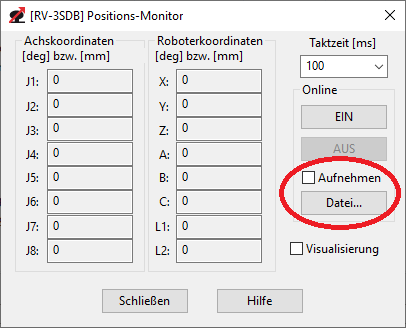 [RV-3SDB] Positions-Monitor
Achskoordinaten
[deg] bzw. [mm]
J1: 0
J2: 0
J3: 0
J4: 0
J5: 0
J6: 0
J7: 0
J8: 0
Roboterkoordinaten
[deg] bzw. [mm]
X: 0
Y: 0
Z: 0
A: 0
B: 0
C: 0
L1: 0
L2: 0
Taktzeit [ms]
100
Online
EIN
AUS
Aufnehmen
Datei...
Visualisierung
Schließen
Hilfe